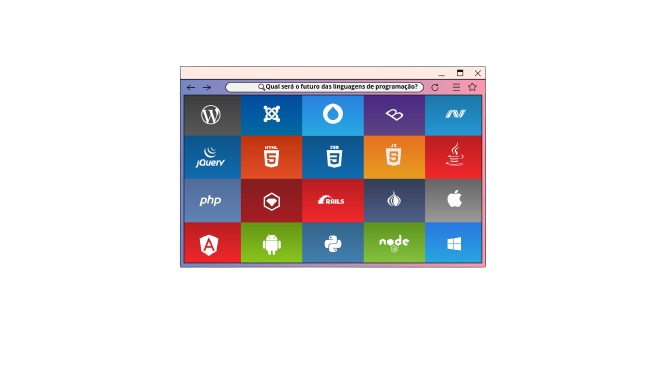 Qual será o futuro das linguagens de programação?
jQuery
HTML
5
CSS
3
JS
5
php
RAILS
node